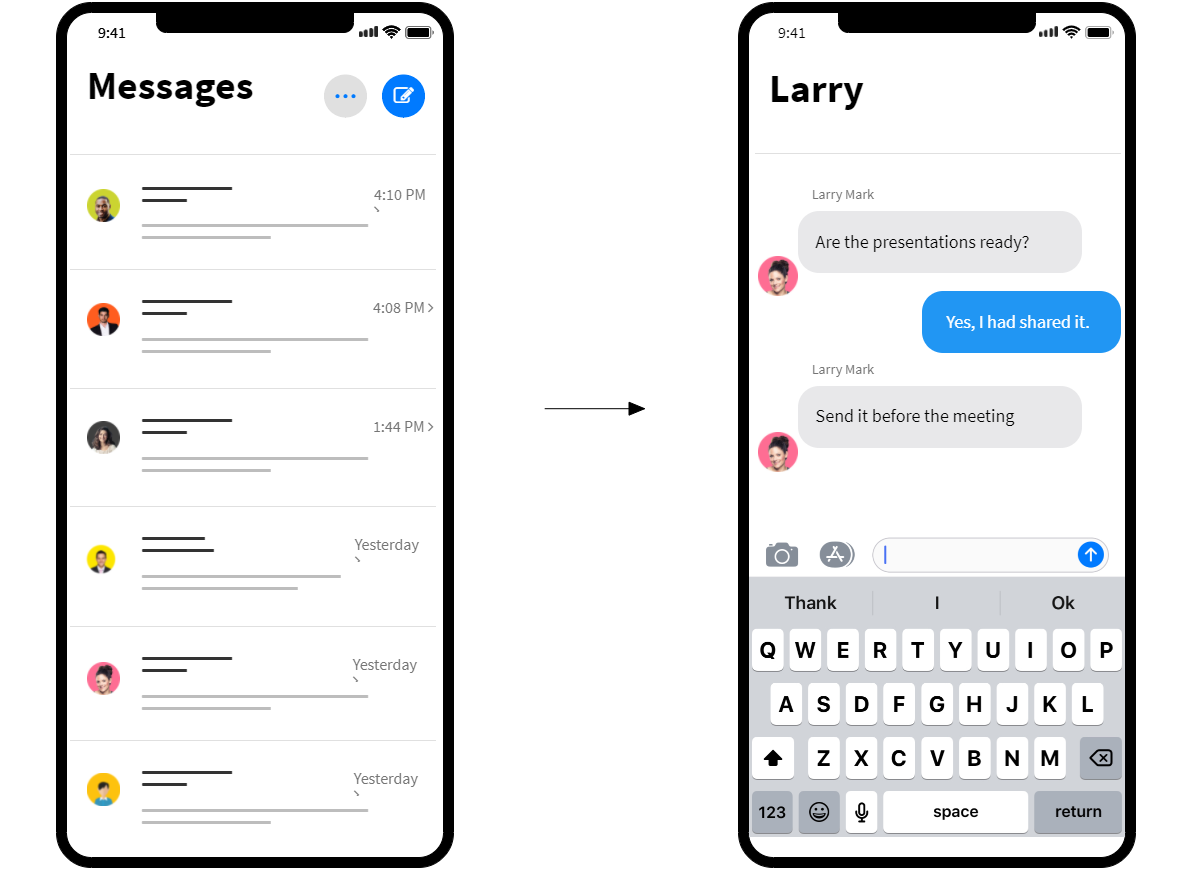 9:41
Messages
4:10 PM
4:08 PM
1:44 PM
Yesterday
Yesterday
Yesterday
9:41
Larry
Larry Mark
Are the presentations ready?
Yes, I had shared it.
Larry Mark
Send it before the meeting
Thank I Ok
Q W E R T Y U I O P
A S D F G H J K L
Z X C V B N M
123 space return